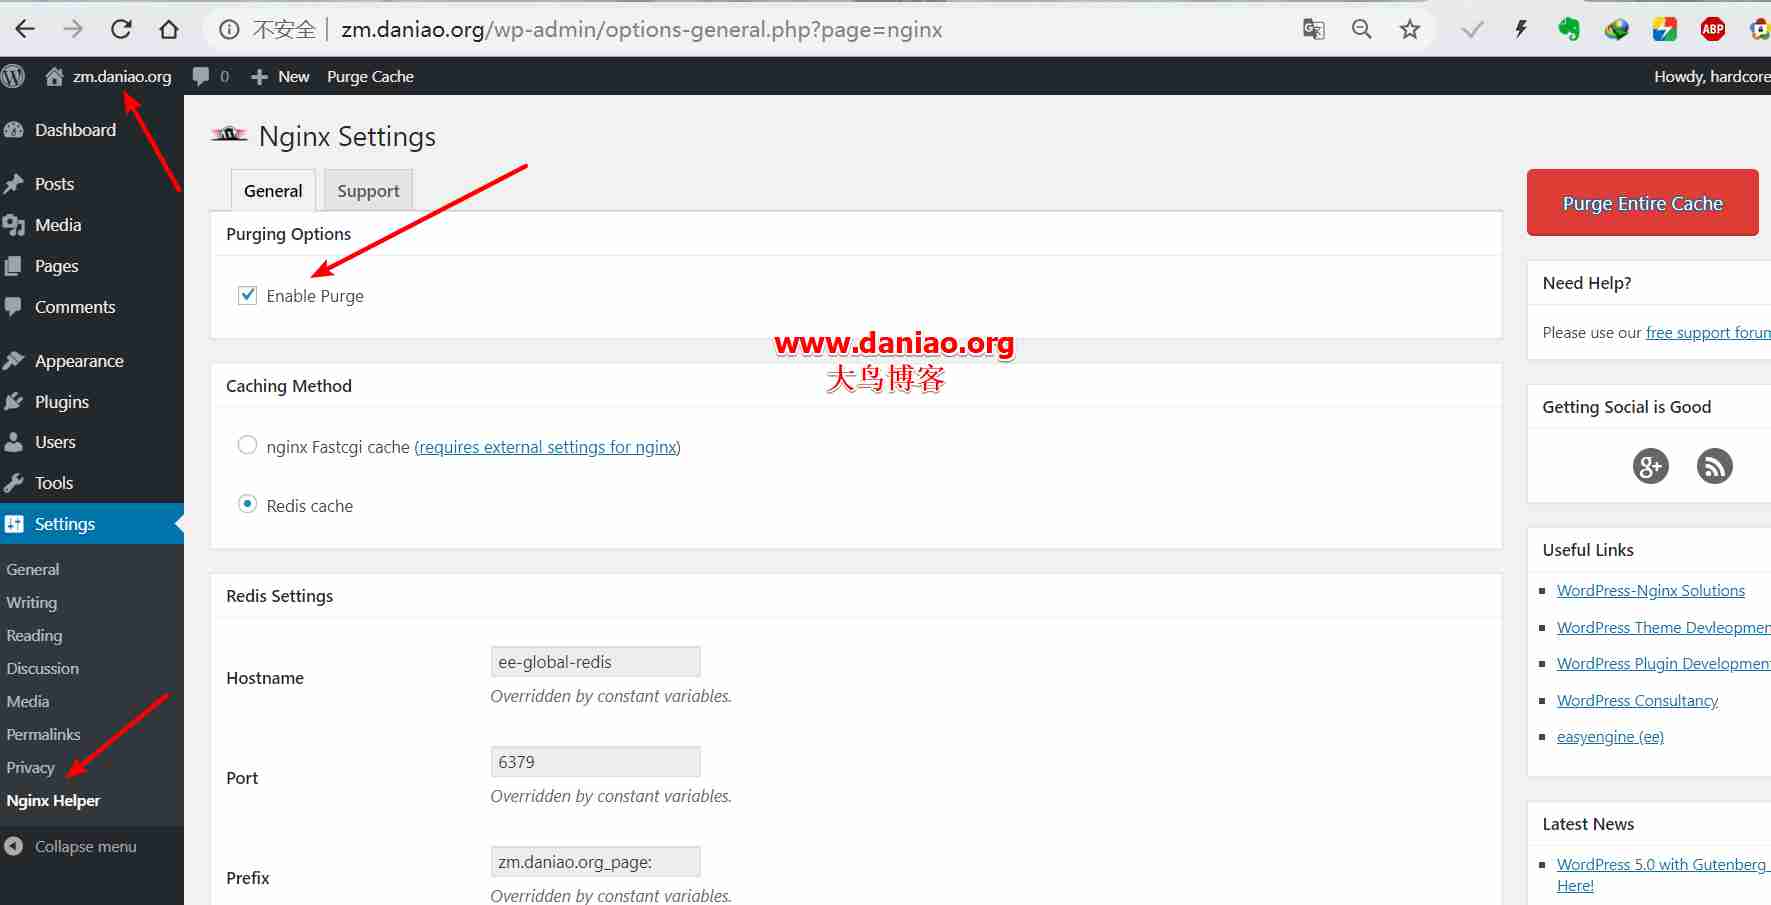 不安全 zm.daniao.org/wp-admin/options-general.php?page=nginx
ABP
zm.daniao.org 0 New Purge Cache Howdy, hardcore
Dashboard
Posts
Media
Pages
Comments
Appearance
Plugins
Users
Tools
Settings
General
Writing
Reading
Discussion
Media
Permalinks
Privacy
Nginx Helper
Collapse menu
Nginx Settings
General Support
Purging Options
Enable Purge
www.daniao.org
大鸟博客
Caching Method
nginx Fastcgi cache (requires external settings for nginx)
Redis cache
Redis Settings
Hostname
ee-global-redis
Overridden by constant variables.
Port
6379
Overridden by constant variables.
Prefix
zm.daniao.org_page:
Overridden by constant variables.
Purge Entire Cache
Need Help?
Please use our free support forum
Getting Social is Good
g+
Useful Links
WordPress-Nginx Solutions
WordPress Theme Devleopmen
WordPress Plugin Developmen
WordPress Consultancy
easyengine (ee)
Latest News
WordPress 5.0 with Gutenberg
Here!